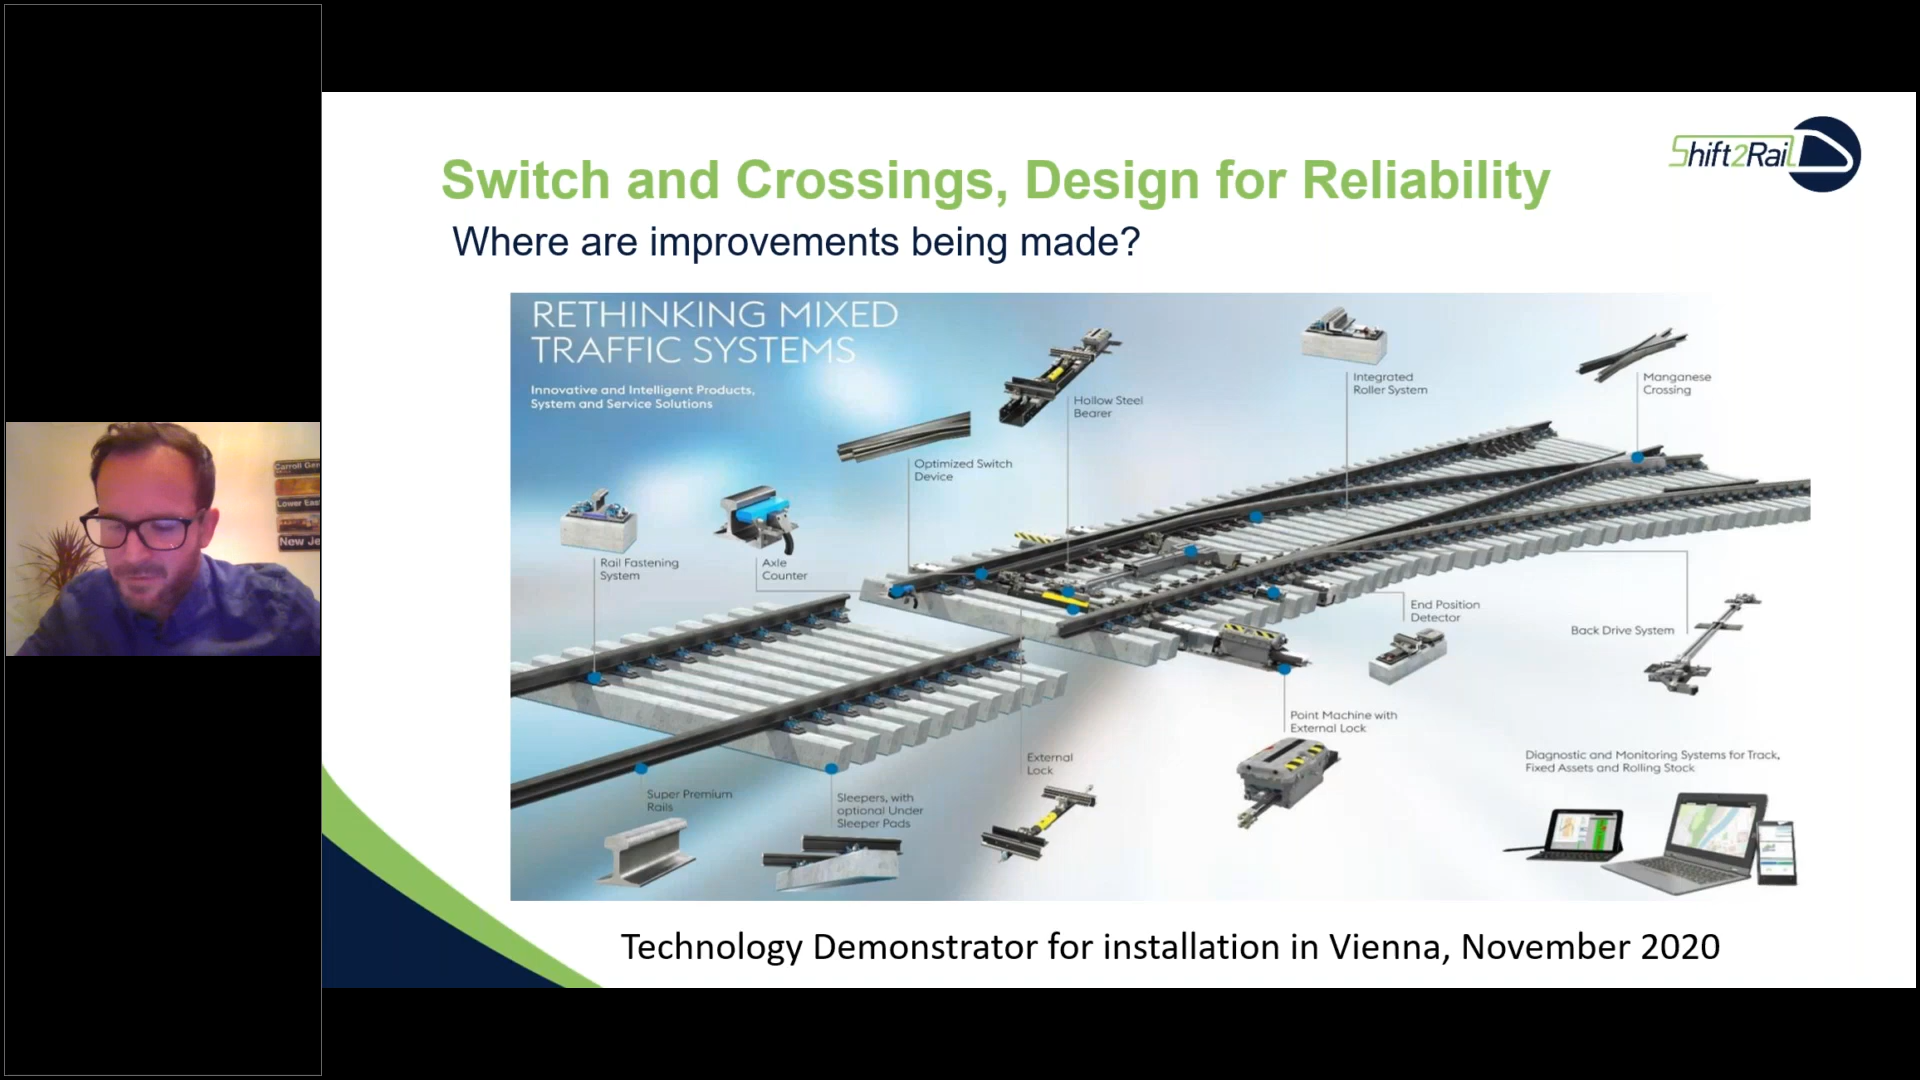 Shift2Rail
Switch and Crossings, Design for Reliability
Where are improvements being made?
RETHINKING MIXED
TRAFFIC SYSTEMS
Innovative and Intelligent Products,
System and Service Solutions
Hollow Steel
Bearer
Integrated
Roller System
Manganese
Crossing
Optimized Switch
Device
Rail Fastening
System
Axle
Counter
End Position
Detector
Back Drive System
Point Machine with
External Lock
External
Lock
Diagnostic and Monitoring Systems for Track,
Fixed Assets and Rolling Stock
Super Premium
Rails
Sleepers, with
optional Under
Sleeper Pads
Technology Demonstrator for installation in Vienna, November 2020
Carroll
Lower
New